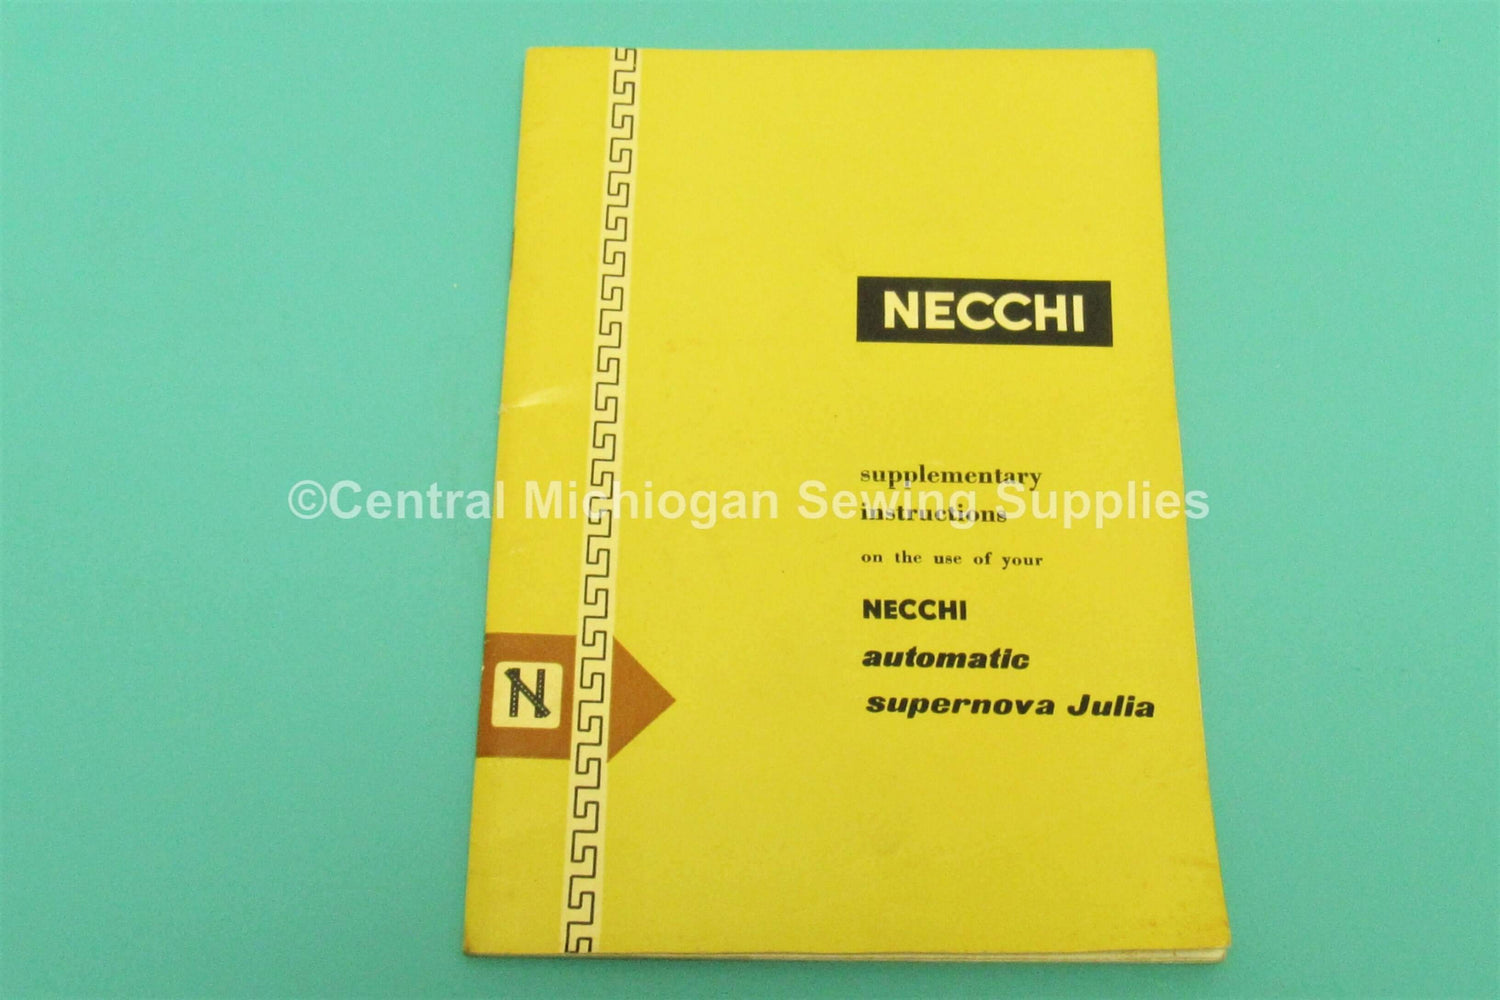 NECCHI
supplementary
©Central Michiogan Sewing Supplies
instructions
on the use of your
NECCHI
automatic
supernova Julia
N